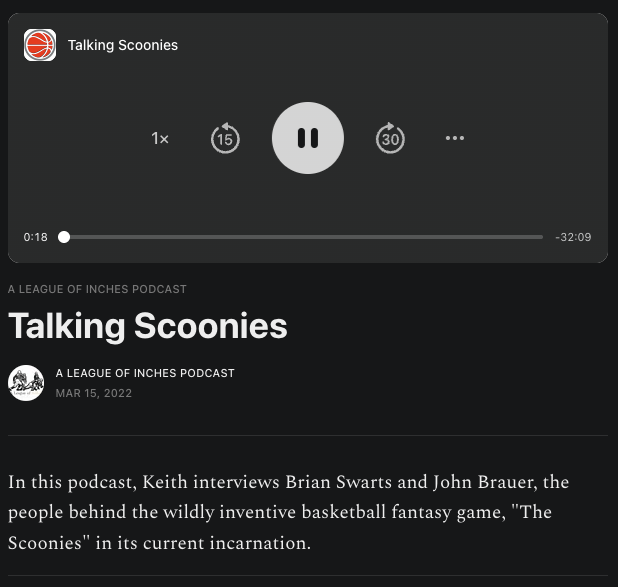 Talking Scoonies
1×
15
30
0:18
-32:09
A LEAGUE OF INCHES PODCAST
Talking Scoonies
A LEAGUE OF INCHES PODCAST
MAR 15, 2022
In this podcast, Keith interviews Brian Swarts and John Brauer, the
people behind the wildly inventive basketball fantasy game, "The
Scoonies" in its current incarnation.